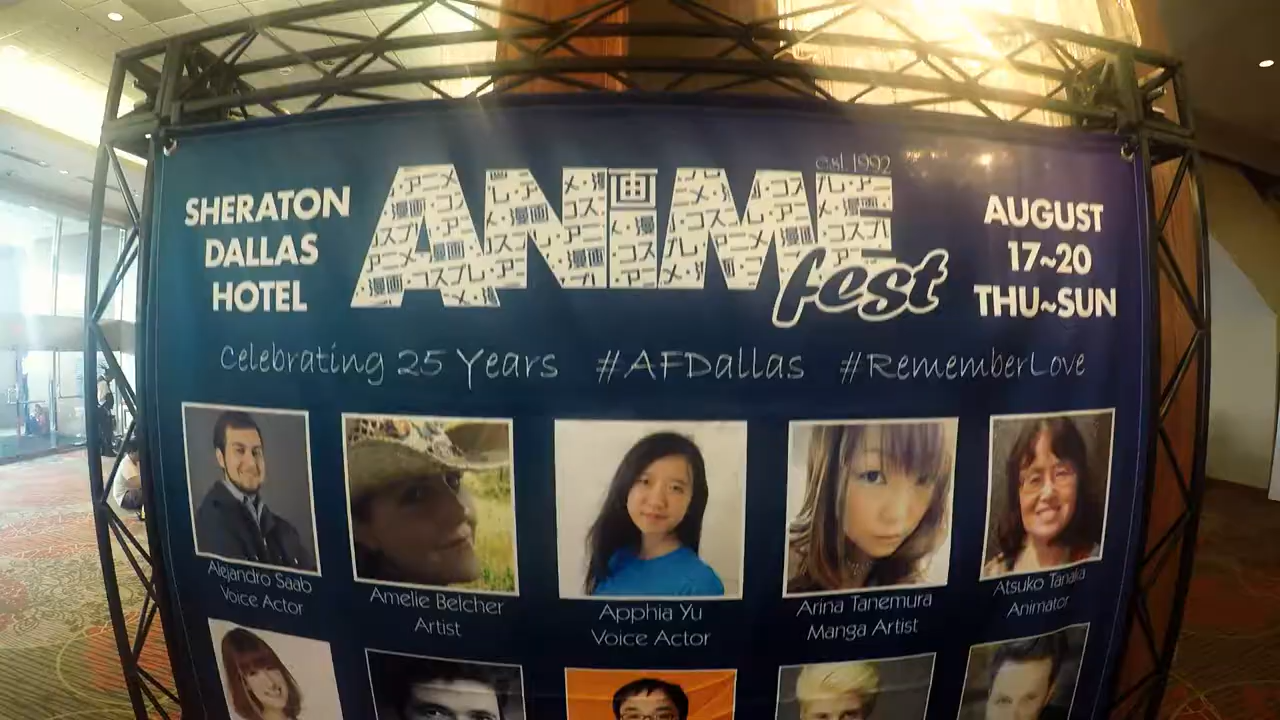 est 1992
ANIME
fest
SHERATON
DALLAS
HOTEL
AUGUST
17~20
THU~SUN
Celebrating 25 Years #AFDallas #RememberLove
Alejandro Saab
Voice Actor
Amelie Belcher
Artist
Apphia Yu
Voice Actor
Arina Tanemura
Manga Artist
Atsuko Tanaka
Animator